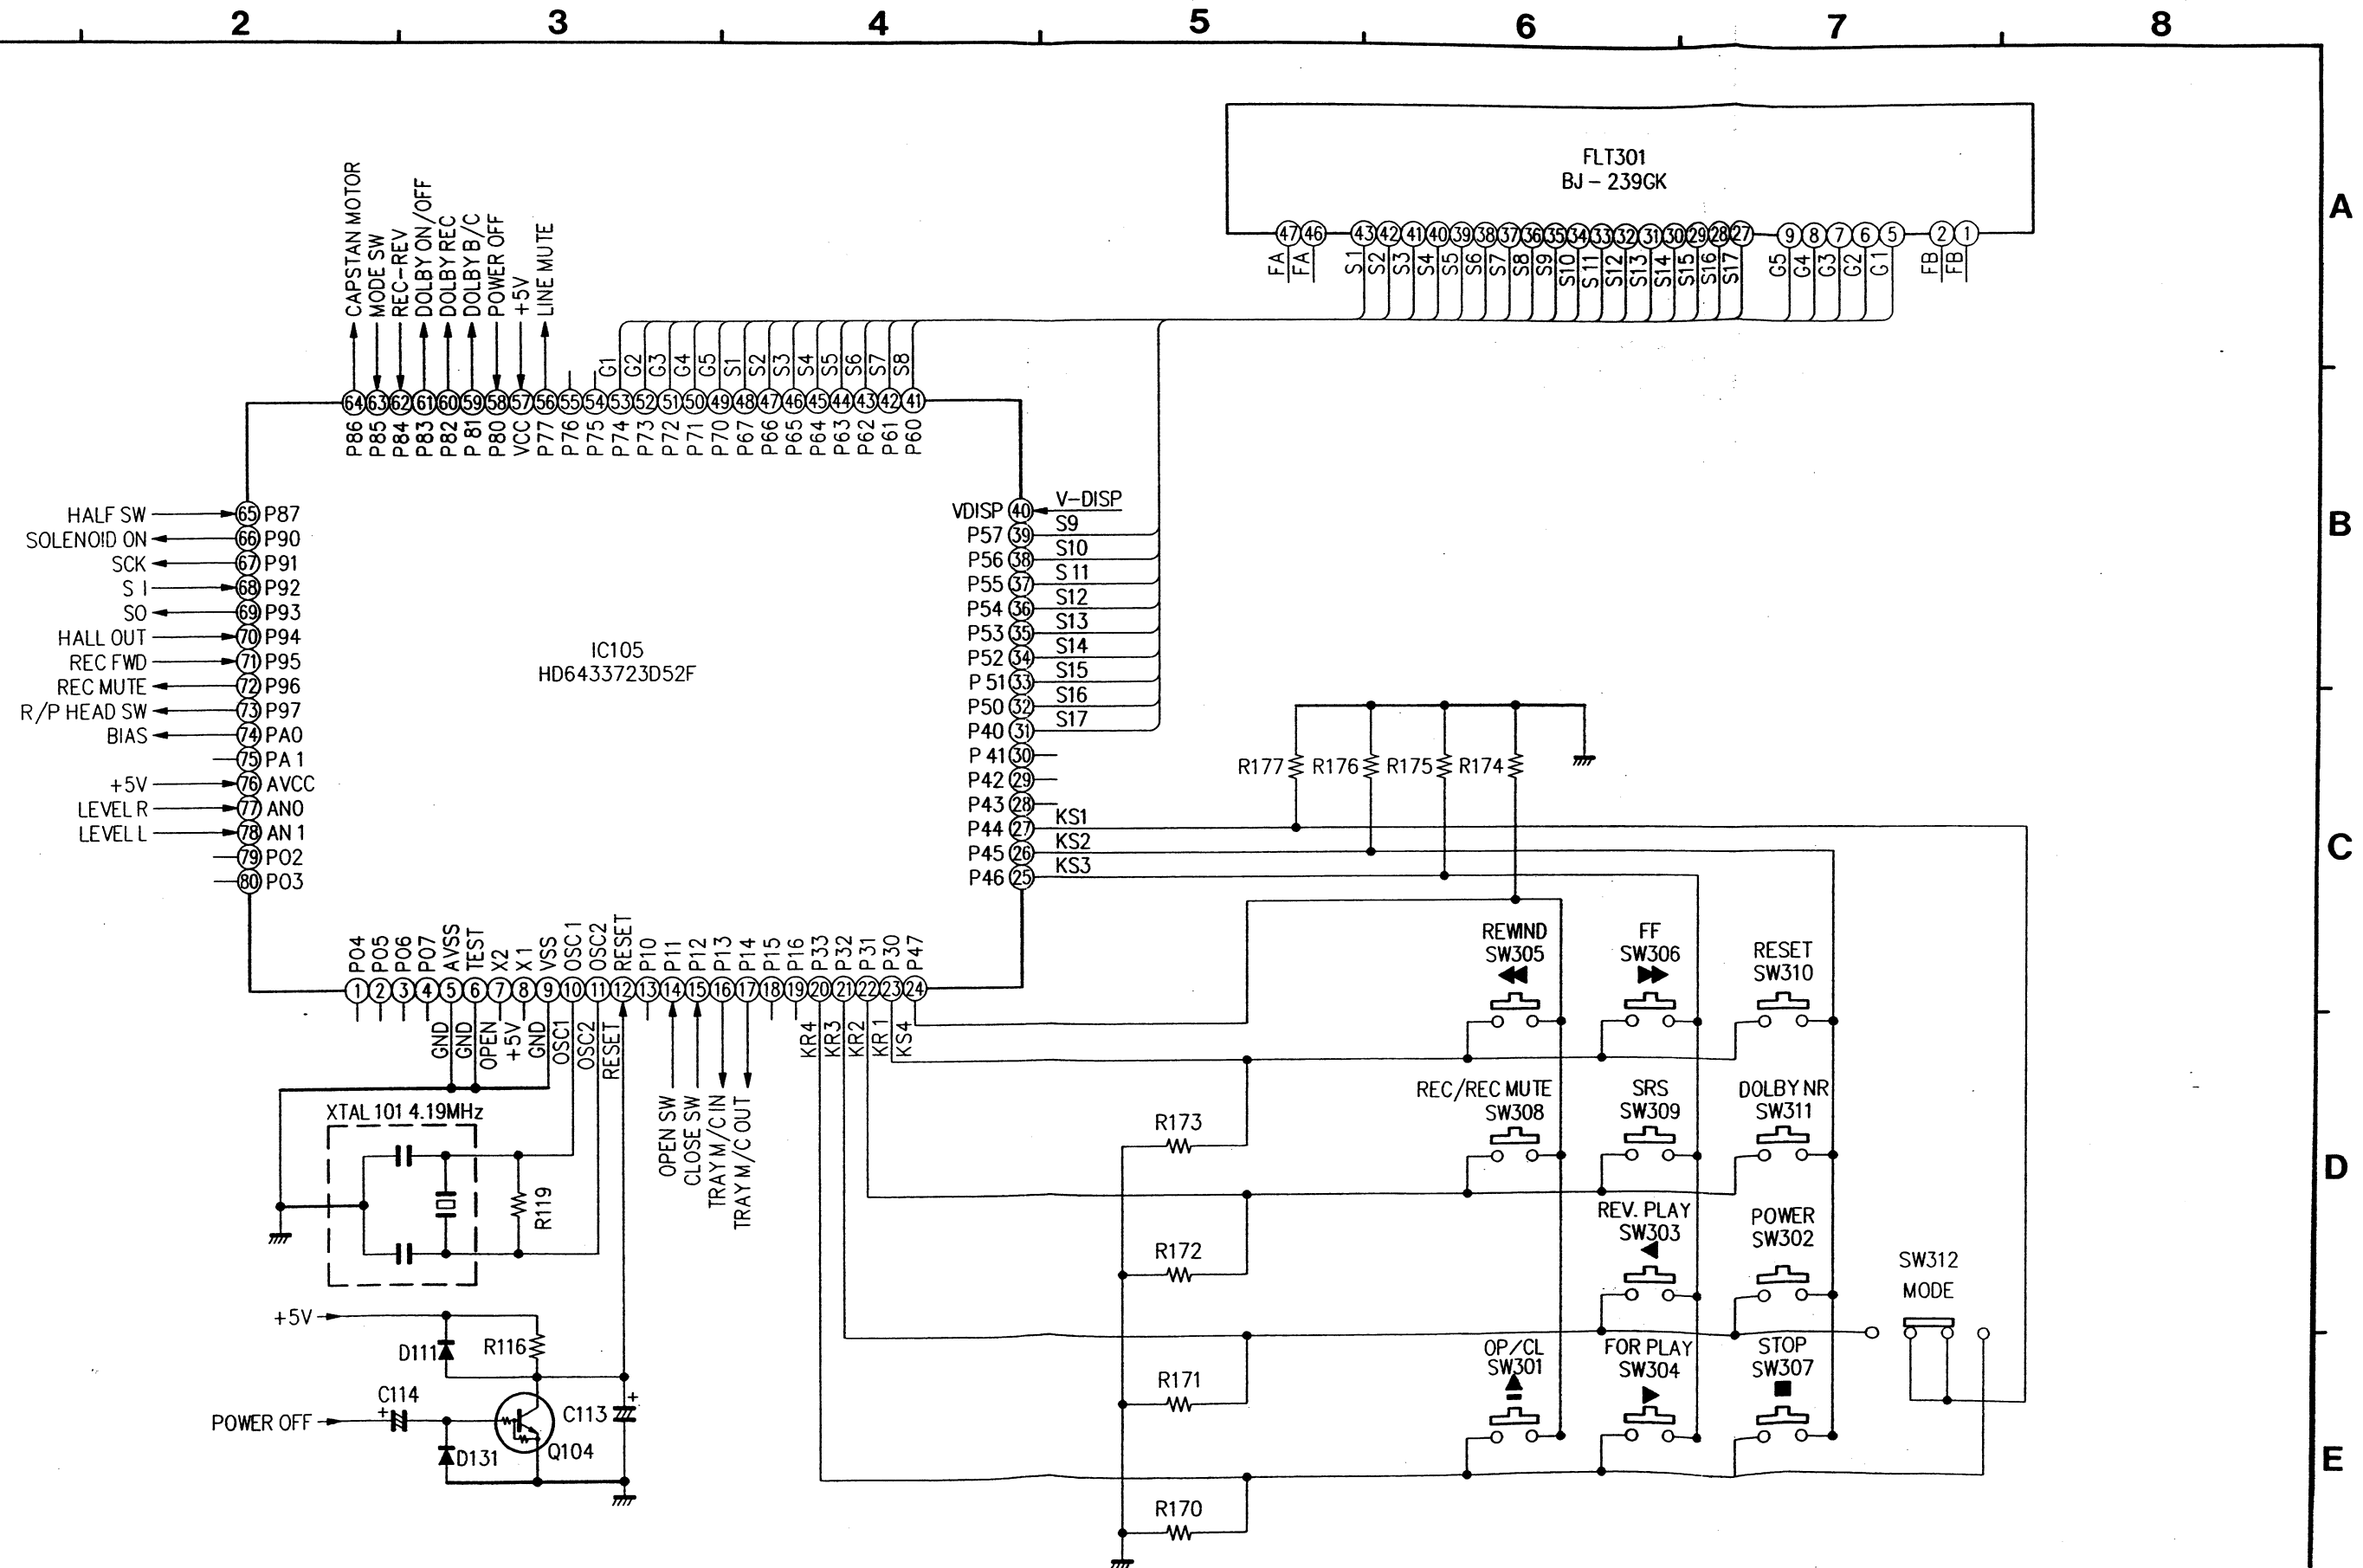 2 3 4 5 6 7 8
A
B
C
D
E
FLT301
BJ – 239GK
47 46 43 42 41 40 39 38 37 36 35 34 33 32 31 30 29 28 27 9 8 7 6 5 2 1
FA FA S1 S2 S3 S4 S5 S6 S7 S8 S9 S10 S11 S12 S13 S14 S15 S16 S17 G5 G4 G3 G2 G1 FB FB
CAPSTAN MOTOR
MODE SW
REC-REV
DOLBY ON/OFF
DOLBY REC
DOLBY B/C
POWER OFF
+5V
LINE MUTE
G1 G2 G3 G4 G5 S1 S2 S3 S4 S5 S6 S7 S8
64 63 62 61 60 59 58 57 56 55 54 53 52 51 50 49 48 47 46 45 44 43 42 41
P86 P85 P84 P83 P82 P81 P80 VCC P77 P76 P75 P74 P73 P72 P71 P70 P67 P66 P65 P64 P63 P62 P61 P60
HALF SW 65 P87
SOLENOID ON 66 P90
SCK 67 P91
SI 68 P92
SO 69 P93
HALL OUT 70 P94
REC FWD 71 P95
REC MUTE 72 P96
R/P HEAD SW 73 P97
BIAS 74 PA0
75 PA1
+5V 76 AVCC
LEVEL R 77 AN0
LEVEL L 78 AN1
79 P02
80 P03
IC105
HD6433723D52F
VDISP 40 V-DISP
P57 39 S9
P56 38 S10
P55 37 S11
P54 36 S12
P53 35 S13
P52 34 S14
P51 33 S15
P50 32 S16
P40 31 S17
P41 30
P42 29
P43 28
P44 27 KS1
P45 26 KS2
P46 25 KS3
R177 R176 R175 R174
P04 P05 P06 P07 AVSS TEST X2 X1 VSS OSC1 OSC2 RESET P10 P11 P12 P13 P14 P15 P16 P33 P32 P31 P30 P47
1 2 3 4 5 6 7 8 9 10 11 12 13 14 15 16 17 18 19 20 21 22 23 24
GND GND OPEN +5V GND OSC1 OSC2 RESET
KR4 KR3 KR2 KR1 KS4
OPEN SW
CLOSE SW
TRAY M/C IN
TRAY M/C OUT
XTAL101 4.19MHz
R119
+5V
D111
R116
C114
+
POWER OFF
D131
Q104
C113
+
R173
R172
R171
R170
REWIND
SW305
FF
SW306
RESET
SW310
REC/REC MUTE
SW308
SRS
SW309
DOLBY NR
SW311
REV. PLAY
SW303
POWER
SW302
SW312
MODE
OP/CL
SW301
FOR PLAY
SW304
STOP
SW307